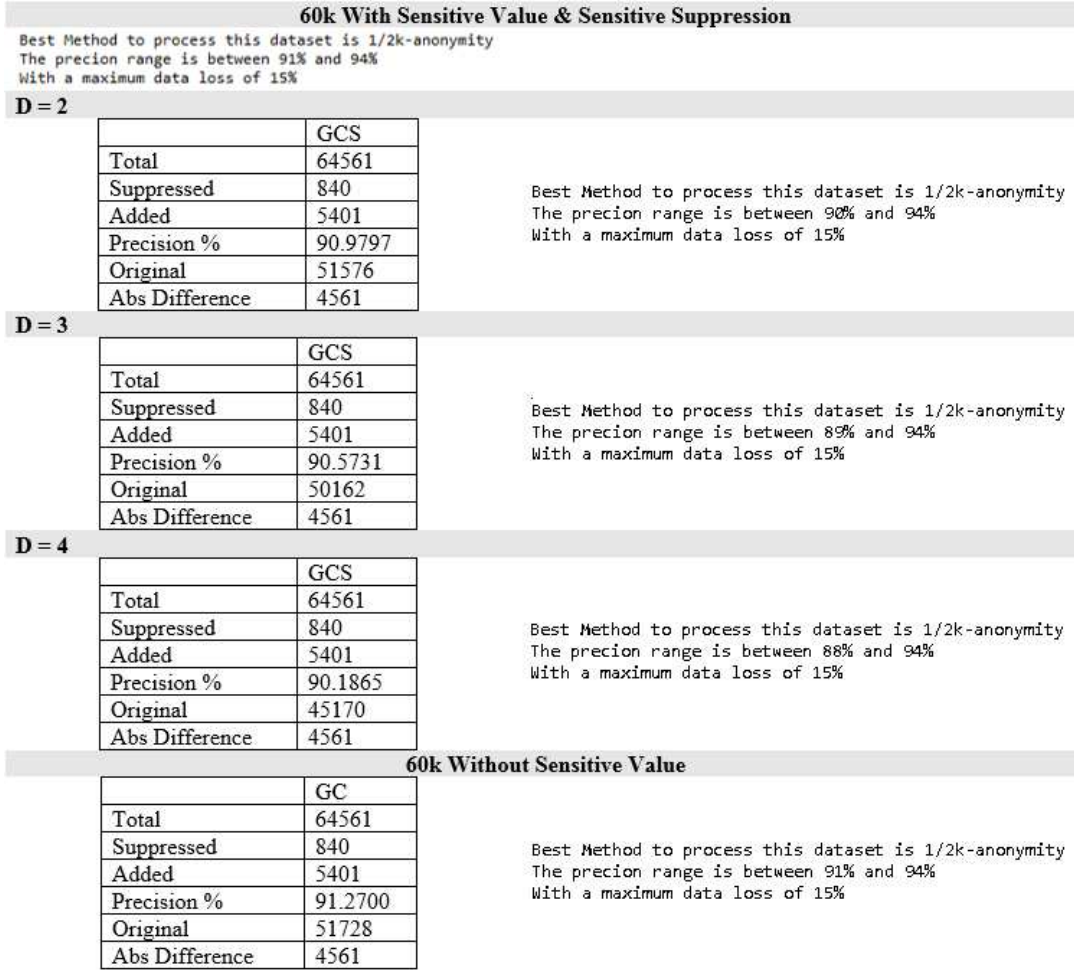 60k With Sensitive Value & Sensitive Suppression
Best Method to process this dataset is 1/2k-anonymity
The precion range is between 91% and 94%
With a maximum data loss of 15%
D = 2
GCS
Total 64561
Suppressed 840
Added 5401
Precision % 90.9797
Original 51576
Abs Difference 4561
Best Method to process this dataset is 1/2k-anonymity
The precion range is between 90% and 94%
With a maximum data loss of 15%
D = 3
GCS
Total 64561
Suppressed 840
Added 5401
Precision % 90.5731
Original 50162
Abs Difference 4561
Best Method to process this dataset is 1/2k-anonymity
The precion range is between 89% and 94%
With a maximum data loss of 15%
D = 4
GCS
Total 64561
Suppressed 840
Added 5401
Precision % 90.1865
Original 45170
Abs Difference 4561
Best Method to process this dataset is 1/2k-anonymity
The precion range is between 88% and 94%
With a maximum data loss of 15%
60k Without Sensitive Value
GC
Total 64561
Suppressed 840
Added 5401
Precision % 91.2700
Original 51728
Abs Difference 4561
Best Method to process this dataset is 1/2k-anonymity
The precion range is between 91% and 94%
With a maximum data loss of 15%